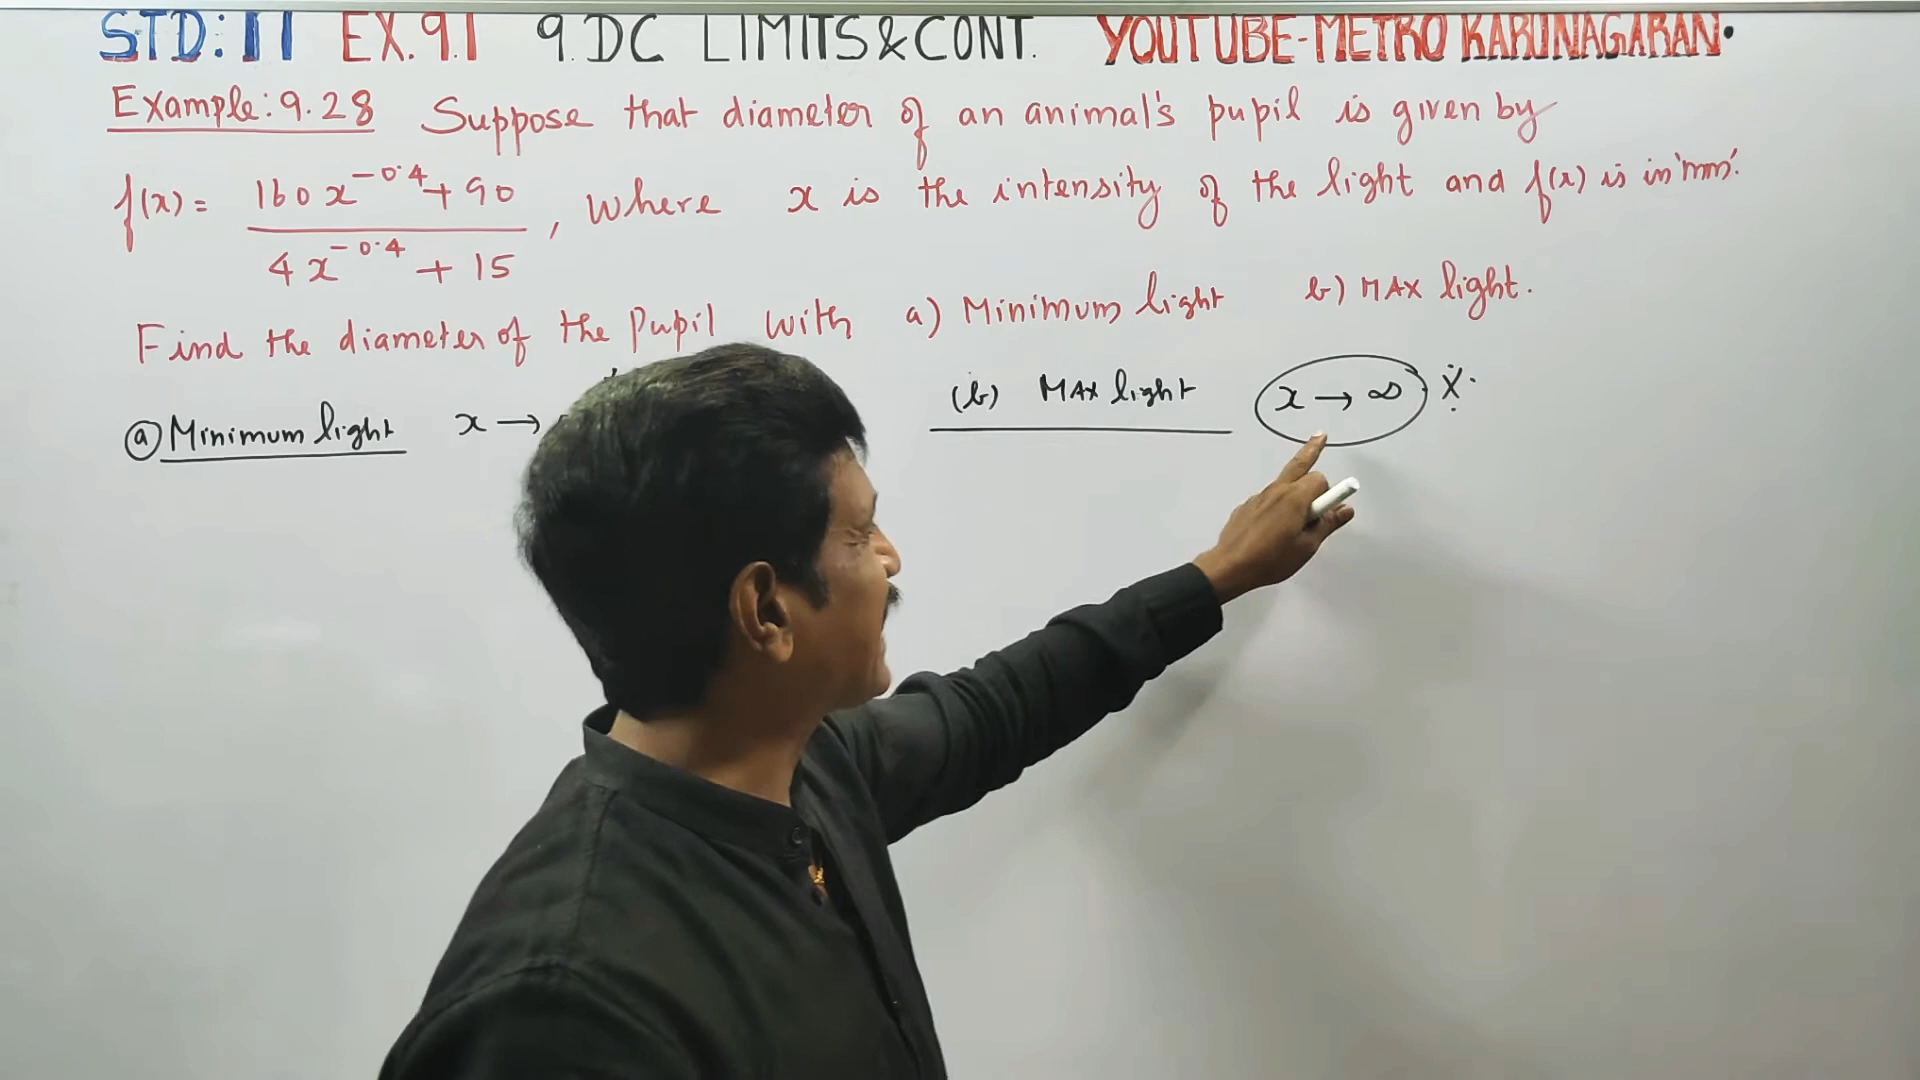 STD: 11 EX. 9.1 9. DC LIMITS & CONT. YOUTUBE-METRO KARUNAGARAN.
Example: 9.28 Suppose that diameter of an animal's pupil is given by
f(x) = 160 x^-0.4 + 90 / 4 x^-0.4 + 15 , where x is the intensity of the light and f(x) is in 'mm'.
Find the diameter of the Pupil with a) Minimum light b) MAX light.
(a) Minimum light x →
(b) MAX light x → ∞ X.